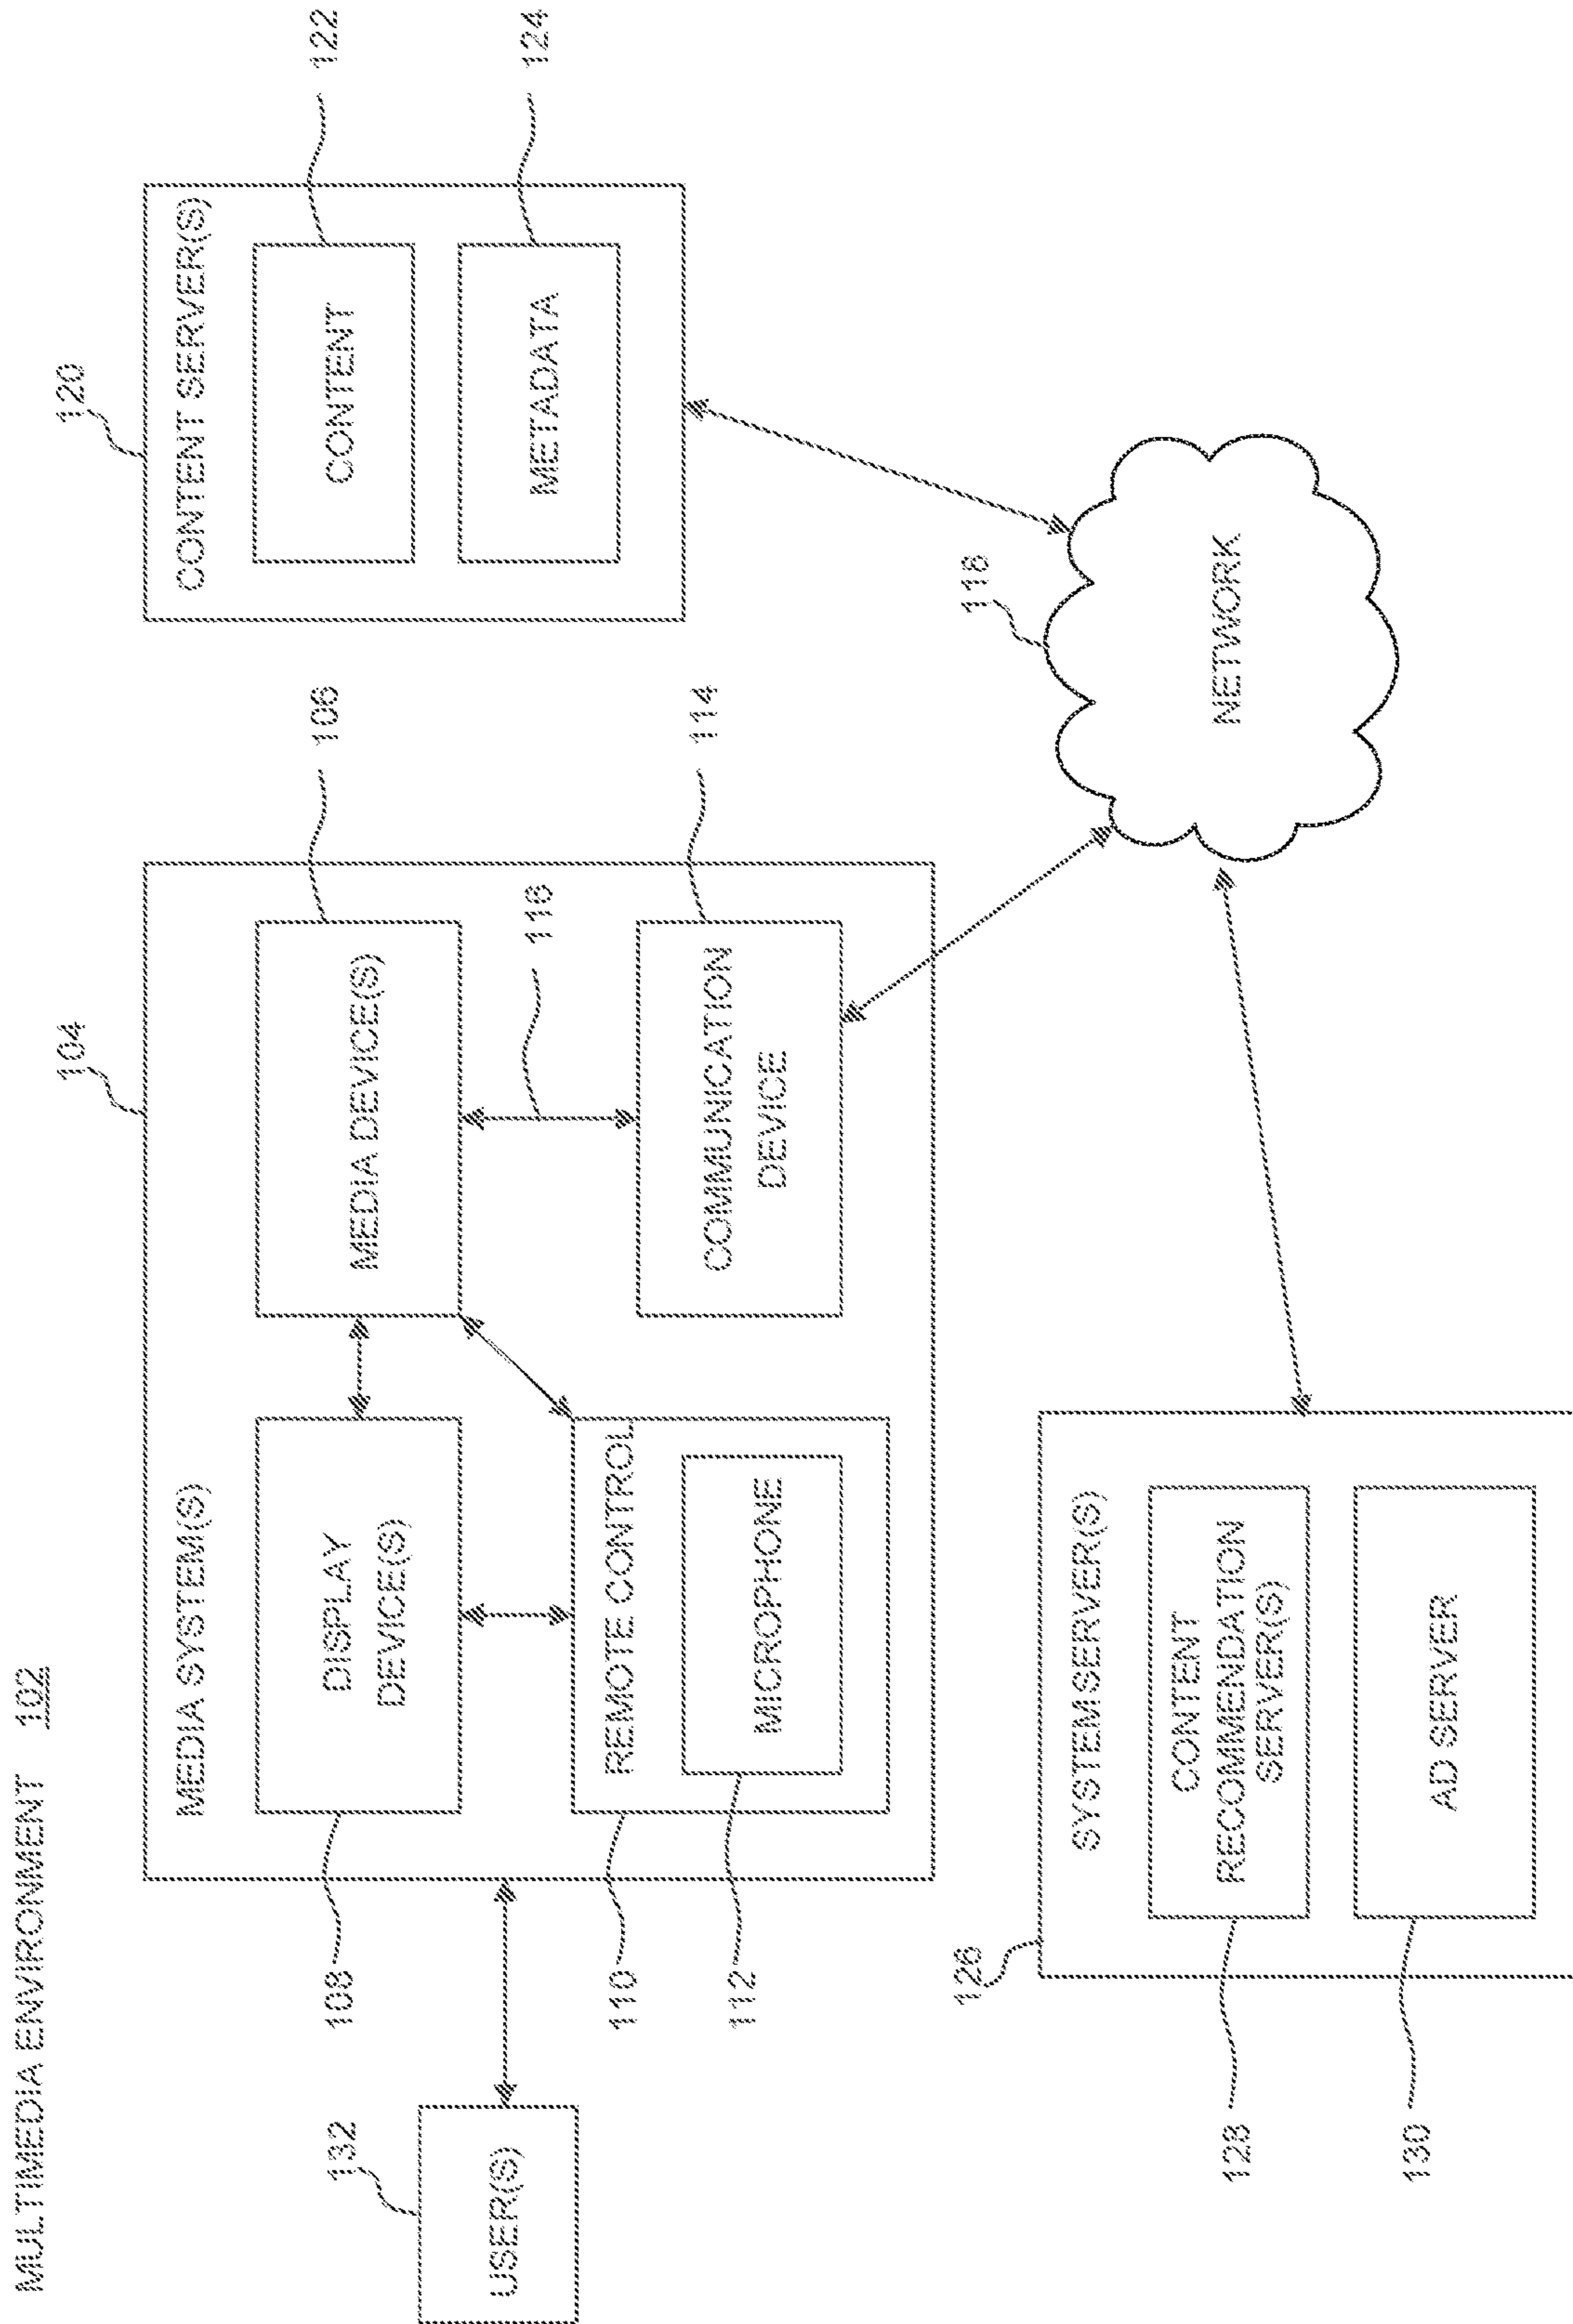 MULTIMEDIA ENVIRONMENT 102
104
120
MEDIA SYSTEM(S)
CONTENT SERVER(S)
132
USER(S)
108
DISPLAY
DEVICE(S)
MEDIA DEVICE(S)
106
CONTENT
122
116
METADATA
124
110
REMOTE CONTROL
112
MICROPHONE
COMMUNICATION
DEVICE
114
126
SYSTEM SERVER(S)
118
NETWORK
128
CONTENT
RECOMMENDATION
SERVER(S)
130
AD SERVER